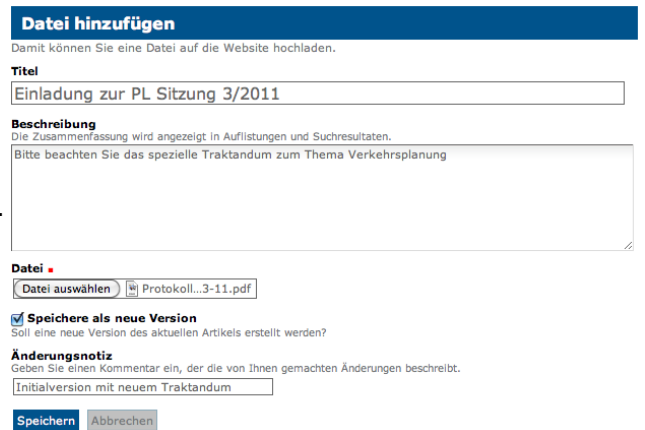 Datei hinzufügen
Damit können Sie eine Datei auf die Website hochladen.
Titel
Einladung zur PL Sitzung 3/2011
Beschreibung
Die Zusammenfassung wird angezeigt in Auflistungen und Suchresultaten.
Bitte beachten Sie das spezielle Traktandum zum Thema Verkehrsplanung
Datei
Datei auswählen Protokoll...3-11.pdf
Speichere als neue Version
Soll eine neue Version des aktuellen Artikels erstellt werden?
Änderungsnotiz
Geben Sie einen Kommentar ein, der die von Ihnen gemachten Änderungen beschreibt.
Initialversion mit neuem Traktandum
Speichern Abbrechen